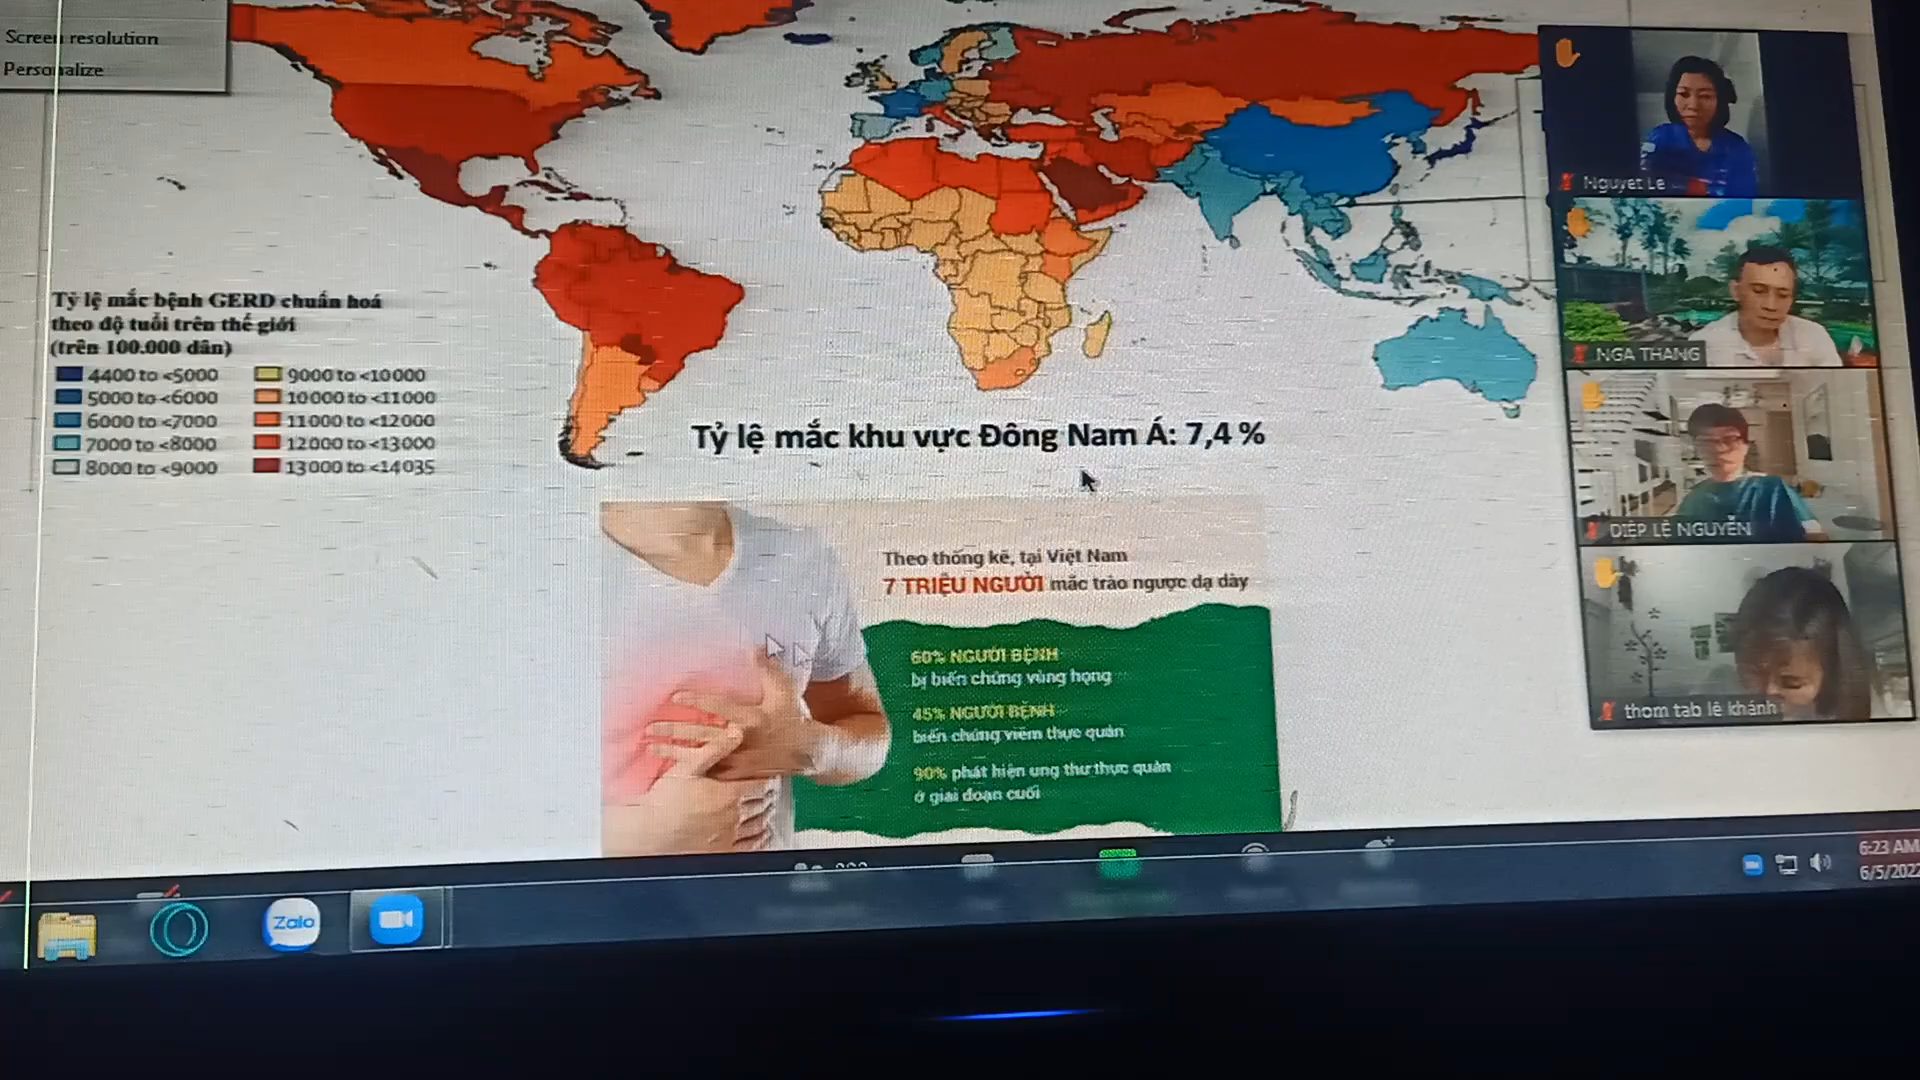 Screen resolution
Personalize
Tỷ lệ mắc bệnh GERD chuẩn hoá
theo độ tuổi trên thế giới
(trên 100.000 dân)
4400 to <5000
9000 to <10000
5000 to <6000
10000 to <11000
6000 to <7000
11000 to <12000
7000 to <8000
12000 to <13000
8000 to <9000
13000 to <14035
Tỷ lệ mắc khu vực Đông Nam Á: 7,4 %
Theo thống kê, tại Việt Nam
7 TRIỆU NGƯỜI mắc trào ngược dạ dày
60% NGƯỜI BỆNH
bị biến chứng vùng họng
45% NGƯỜI BỆNH
biến chứng viêm thực quản
90% phát hiện ung thư thực quản
ở giai đoạn cuối
Nguyet Le
NGA THANG
DIỆP LỆ NGUYỄN
thom tab lê khánh
Zalo
6:23 AM
6/5/2022